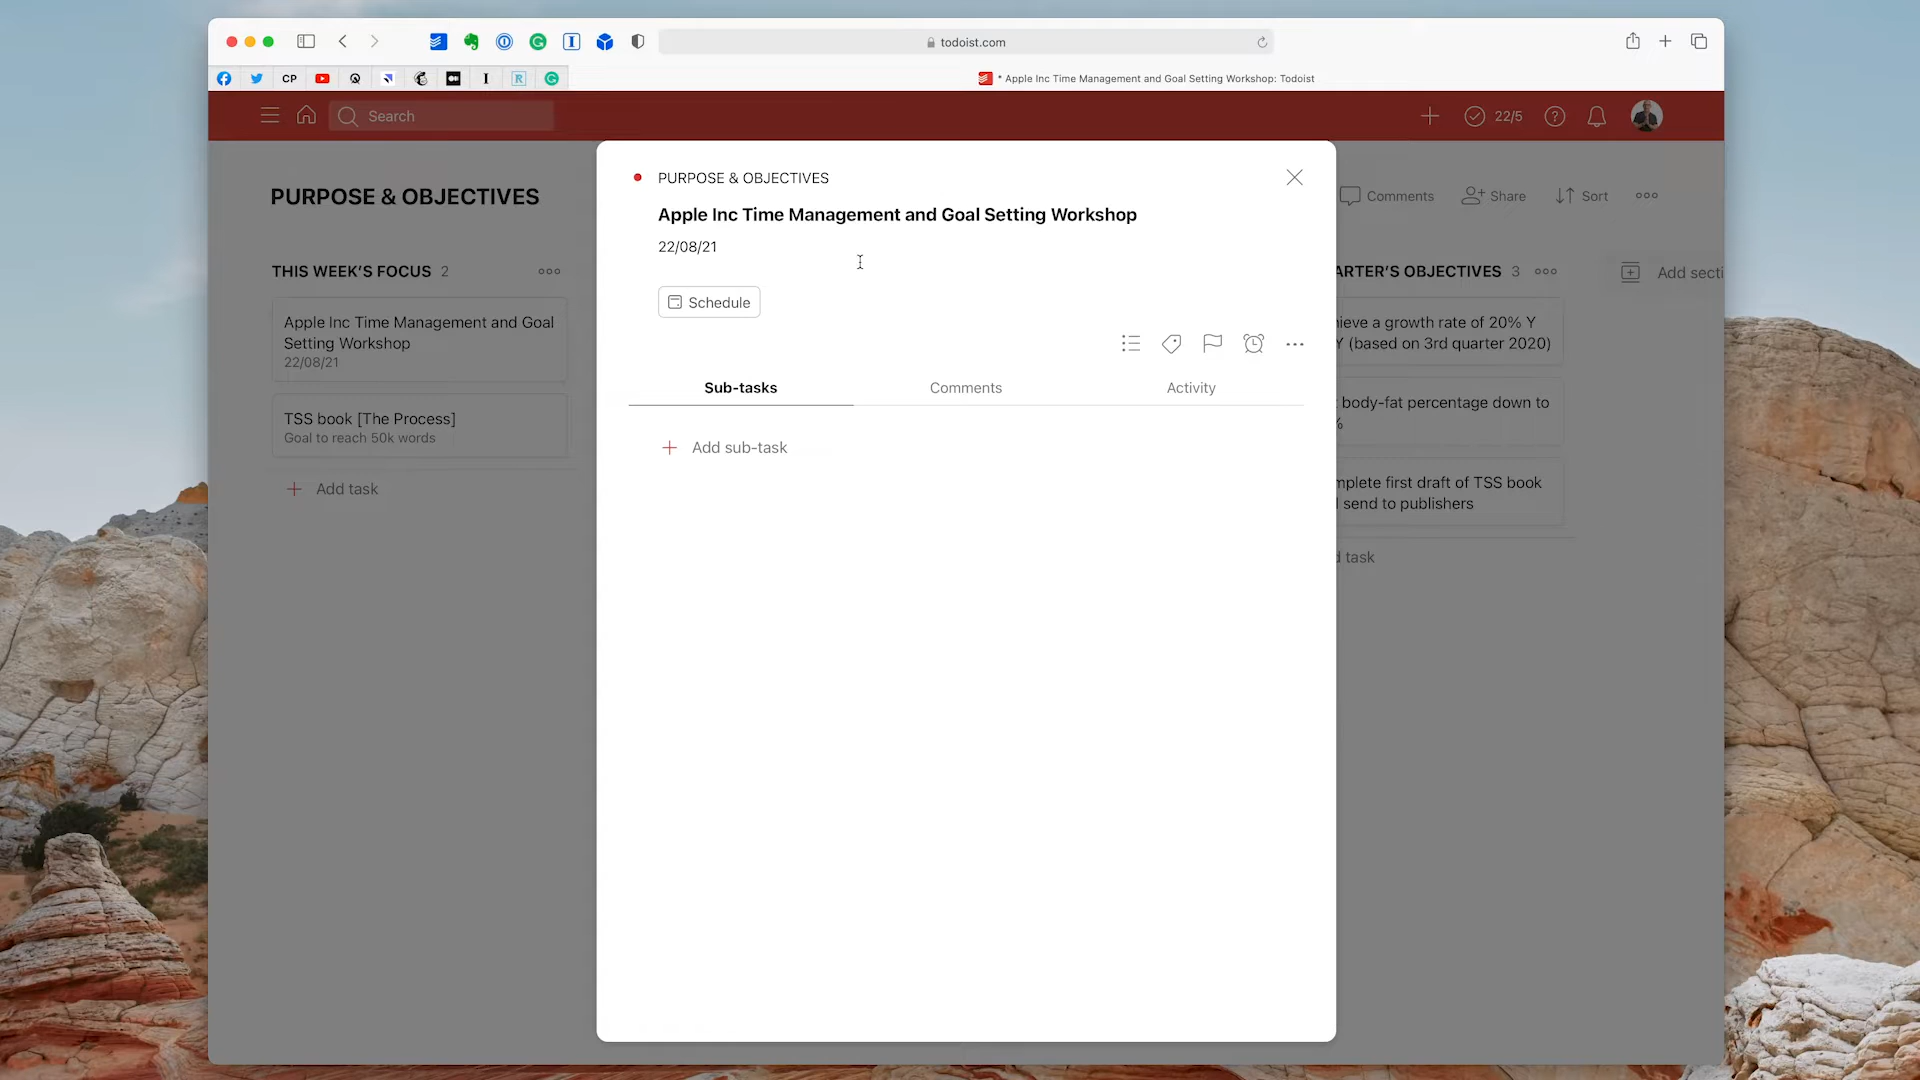 todoist.com
CP
I
R
* Apple Inc Time Management and Goal Setting Workshop: Todoist
Search
22/5
PURPOSE & OBJECTIVES
Comments
Share
Sort
THIS WEEK'S FOCUS 2
Apple Inc Time Management and Goal
Setting Workshop
22/08/21
TSS book [The Process]
Goal to reach 50k words
Add task
PURPOSE & OBJECTIVES
Apple Inc Time Management and Goal Setting Workshop
22/08/21
Schedule
Sub-tasks
Comments
Activity
Add sub-task
ARTER'S OBJECTIVES 3
Add secti
ieve a growth rate of 20% Y
Y (based on 3rd quarter 2020)
body-fat percentage down to
%
mplete first draft of TSS book
send to publishers
task